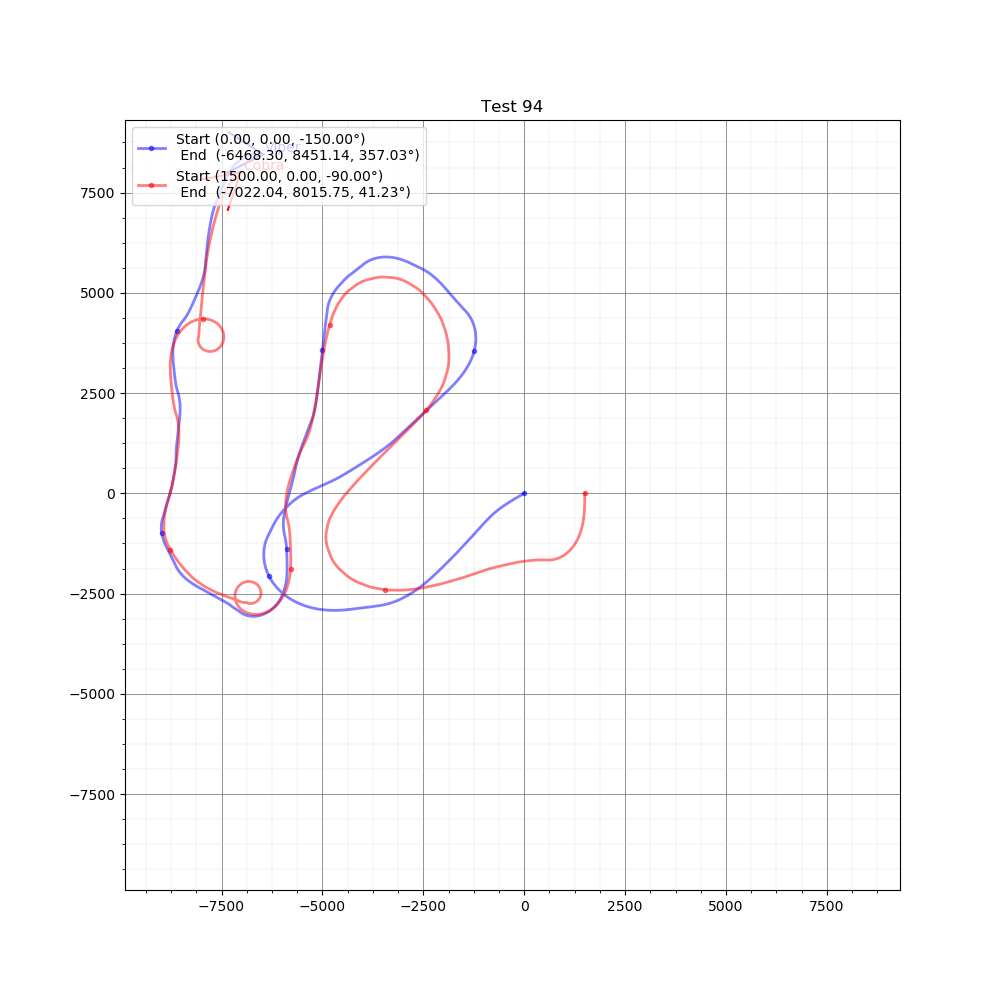 Test 94
Start (0.00, 0.00, -150.00°)
End (-6468.30, 8451.14, 357.03°)
Start (1500.00, 0.00, -90.00°)
End (-7022.04, 8015.75, 41.23°)
Cobra
7500
5000
2500
0
−2500
−5000
−7500
−7500 −5000 −2500 0 2500 5000 7500